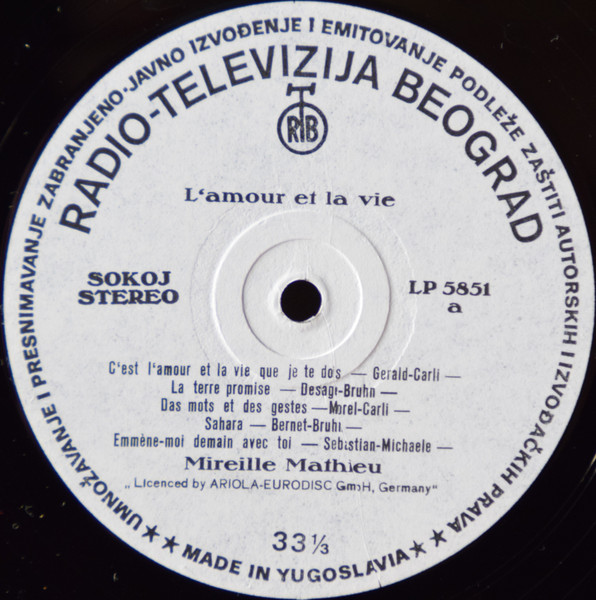 UMNOŽAVANJE I PRESNIMAVANJE ZABRANJENO·JAVNO IZVOĐENJE I EMITOVANJE PODLEŽE ZAŠTITI AUTORSKIH I IZVOĐAČKIH PRAVA
RADIO-TELEVIZIJA BEOGRAD
RTB
L'amour et la vie
SOKOJ
STEREO
LP 5851
a
C'est l'amour et la vie que je te dois — Gerald-Carli —
La terre promise — Desagi-Bruhn —
Das mots et des gestes — Morel-Carli —
Sahara — Bernet-Bruhn —
Emmène-moi demain avec toi — Sebastian-Michaele —
Mireille Mathieu
„Licenced by ARIOLA-EURODISC GmbH, Germany"
33⅓
★★ MADE IN YUGOSLAVIA ★★